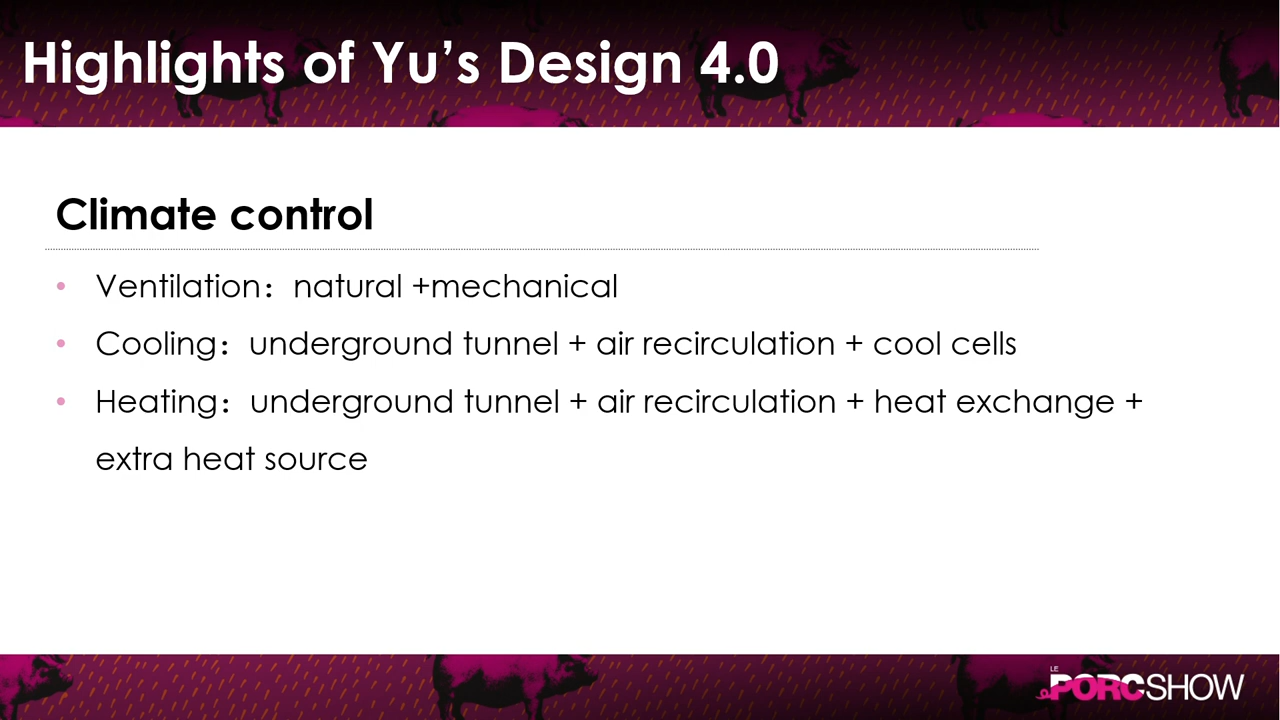 Highlights of Yu’s Design 4.0
Climate control
• Ventilation：natural +mechanical
• Cooling：underground tunnel + air recirculation + cool cells
• Heating：underground tunnel + air recirculation + heat exchange +
extra heat source
LE
PORCSHOW